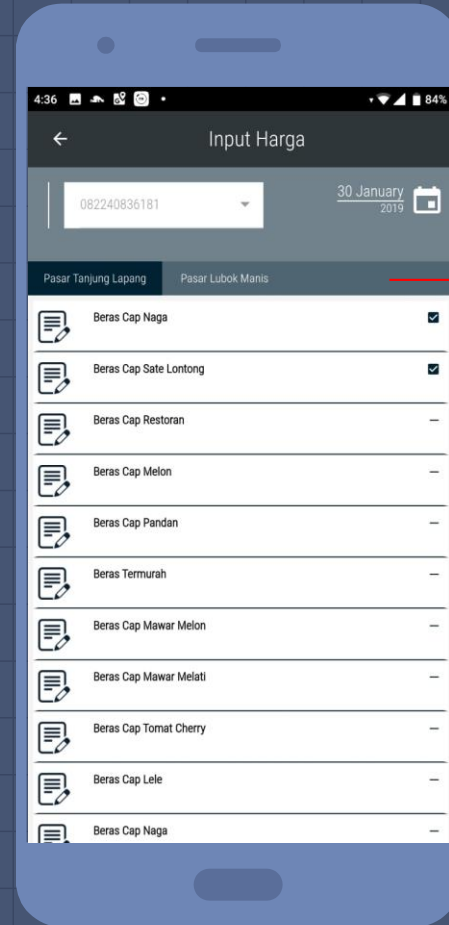 4:36 84%
Input Harga
082240836181
30 January
2019
Pasar Tanjung Lapang Pasar Lubok Manis
Beras Cap Naga
Beras Cap Sate Lontong
Beras Cap Restoran
Beras Cap Melon
Beras Cap Pandan
Beras Termurah
Beras Cap Mawar Melon
Beras Cap Mawar Melati
Beras Cap Tomat Cherry
Beras Cap Lele
Beras Cap Naga